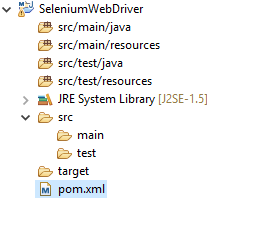 SeleniumWebDriver
src/main/java
src/main/resources
src/test/java
src/test/resources
JRE System Library [J2SE-1.5]
src
main
test
target
pom.xml